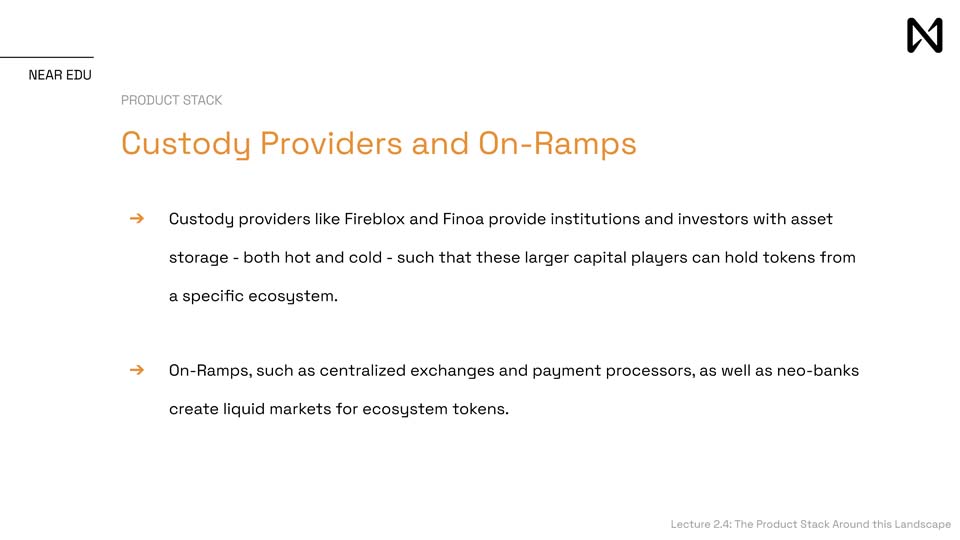 NEAR EDU
PRODUCT STACK
Custody Providers and On-Ramps
➔ Custody providers like Fireblox and Finoa provide institutions and investors with asset
storage - both hot and cold - such that these larger capital players can hold tokens from
a specific ecosystem.
➔ On-Ramps, such as centralized exchanges and payment processors, as well as neo-banks
create liquid markets for ecosystem tokens.
Lecture 2.4: The Product Stack Around this Landscape